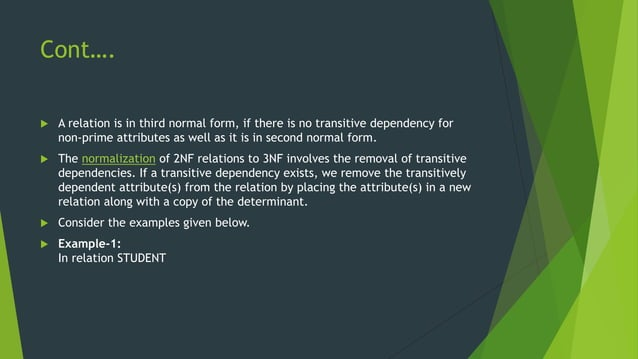 Cont….
A relation is in third normal form, if there is no transitive dependency for
non-prime attributes as well as it is in second normal form.
The normalization of 2NF relations to 3NF involves the removal of transitive
dependencies. If a transitive dependency exists, we remove the transitively
dependent attribute(s) from the relation by placing the attribute(s) in a new
relation along with a copy of the determinant.
Consider the examples given below.
Example-1:
In relation STUDENT